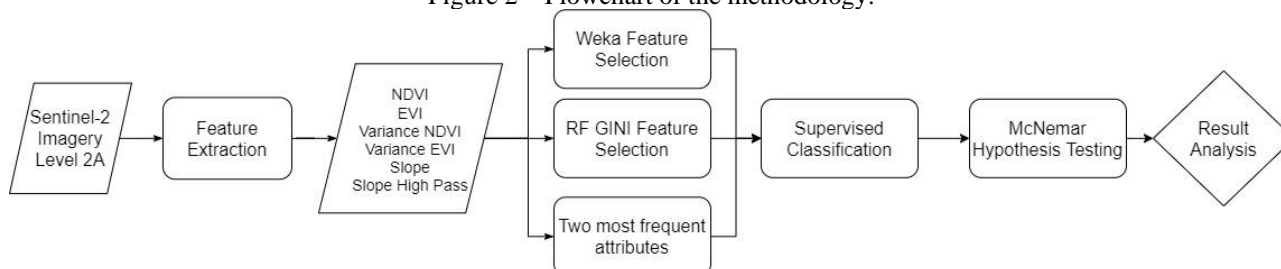 Figure 2 – Flowchart of the methodology.
Sentinel-2
Imagery
Level 2A
Feature
Extraction
NDVI
EVI
Variance NDVI
Variance EVI
Slope
Slope High Pass
Weka Feature
Selection
RF GINI Feature
Selection
Two most frequent
attributes
Supervised
Classification
McNemar
Hypothesis Testing
Result
Analysis